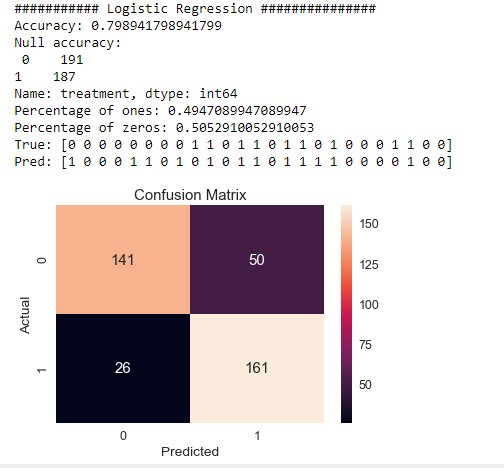 ########### Logistic Regression ###############
Accuracy: 0.798941798941799
Null accuracy:
 0    191
1    187
Name: treatment, dtype: int64
Percentage of ones: 0.4947089947089947
Percentage of zeros: 0.5052910052910053
True: [0 0 0 0 0 0 0 0 1 1 0 1 1 0 1 1 0 1 0 0 0 1 1 0 0]
Pred: [1 0 0 0 1 1 0 1 0 1 0 1 1 0 1 1 1 1 0 0 0 0 1 0 0]
Confusion Matrix
141 50
26 161
0
1
Actual
0 1
Predicted
150
125
100
75
50